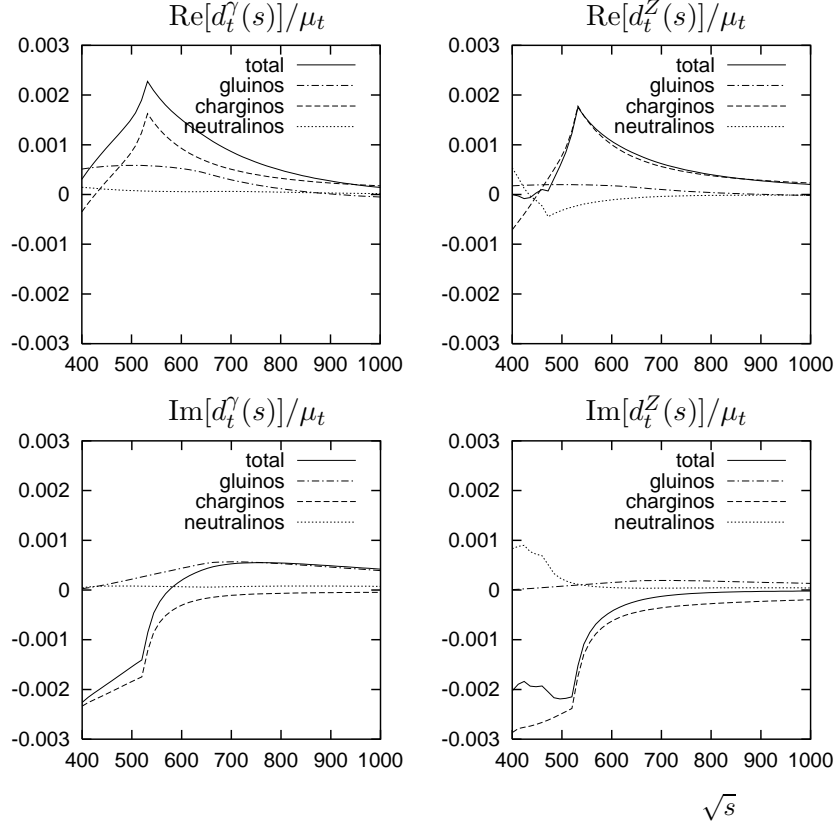 Re[d_t^γ(s)]/μ_t
0.003
0.002
0.001
0
-0.001
-0.002
-0.003
total
gluinos
charginos
neutralinos
400 500 600 700 800 900 1000
Re[d_t^Z(s)]/μ_t
0.003
0.002
0.001
0
-0.001
-0.002
-0.003
total
gluinos
charginos
neutralinos
400 500 600 700 800 900 1000
Im[d_t^γ(s)]/μ_t
0.003
0.002
0.001
0
-0.001
-0.002
-0.003
total
gluinos
charginos
neutralinos
400 500 600 700 800 900 1000
Im[d_t^Z(s)]/μ_t
0.003
0.002
0.001
0
-0.001
-0.002
-0.003
total
gluinos
charginos
neutralinos
400 500 600 700 800 900 1000
√s